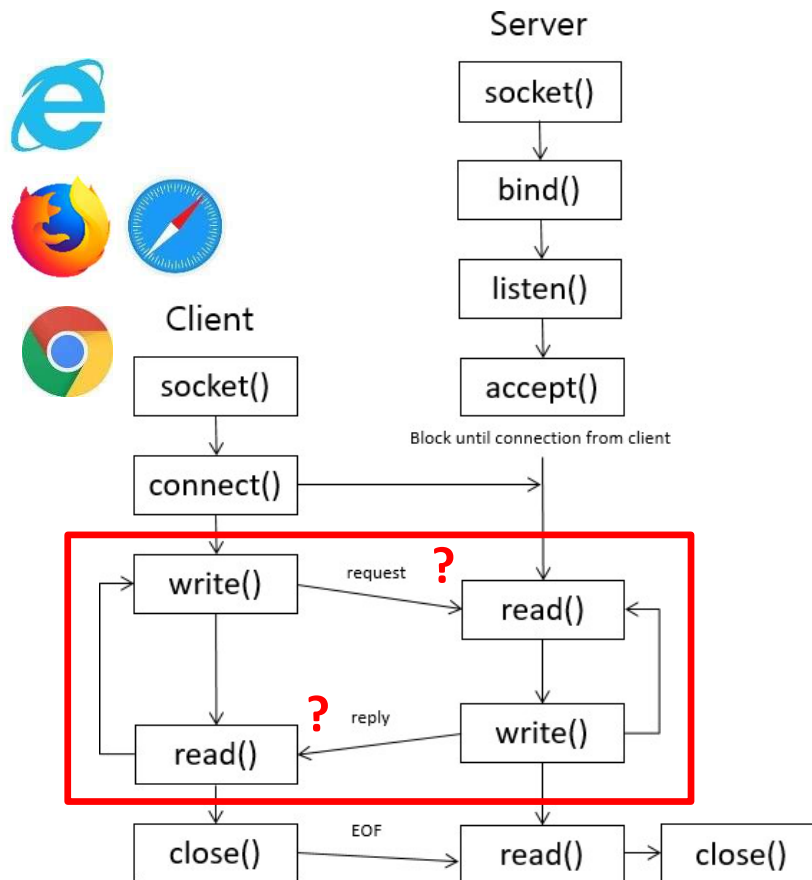 Server
socket()
bind()
listen()
Client
socket()
accept()
Block until connection from client
connect()
write()
request
?
read()
?
reply
write()
read()
close()
EOF
read()
close()